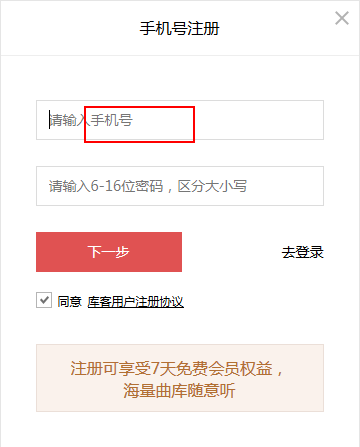 手机号注册
请输入手机号
请输入6-16位密码，区分大小写
下一步
去登录
同意 库客用户注册协议
注册可享受7天免费会员权益，
海量曲库随意听